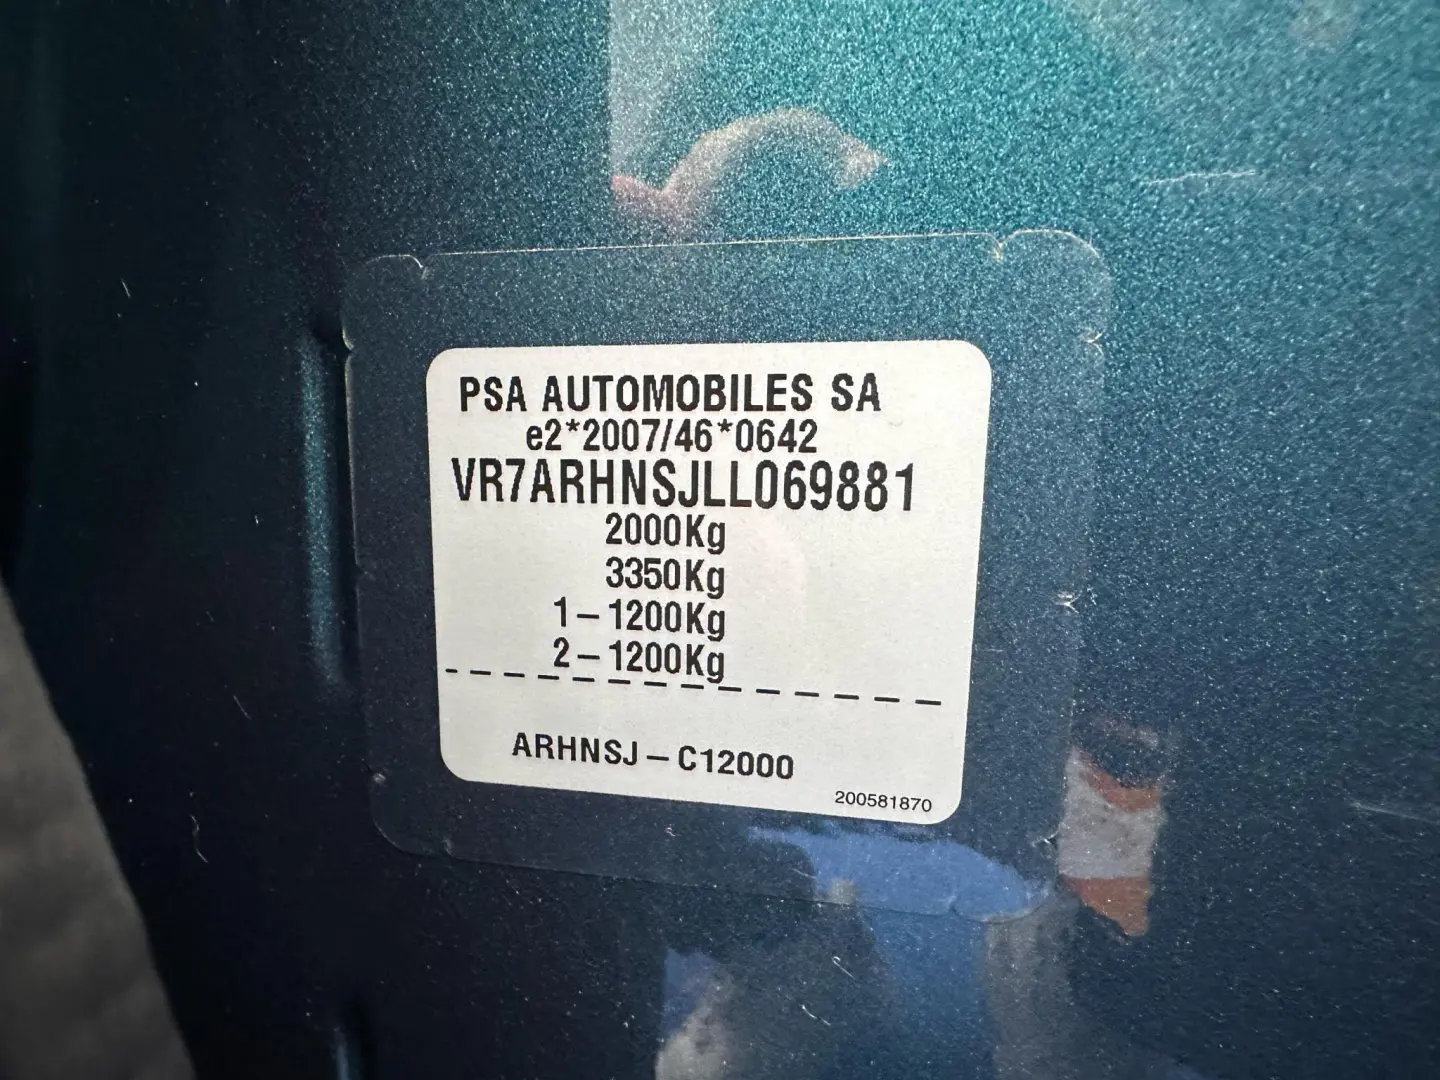 PSA AUTOMOBILES SA
e2*2007/46*0642
VR7ARHNSJLL069881
2000Kg
3350Kg
1-1200Kg
2-1200Kg
ARHNSJ-C12000
200581870